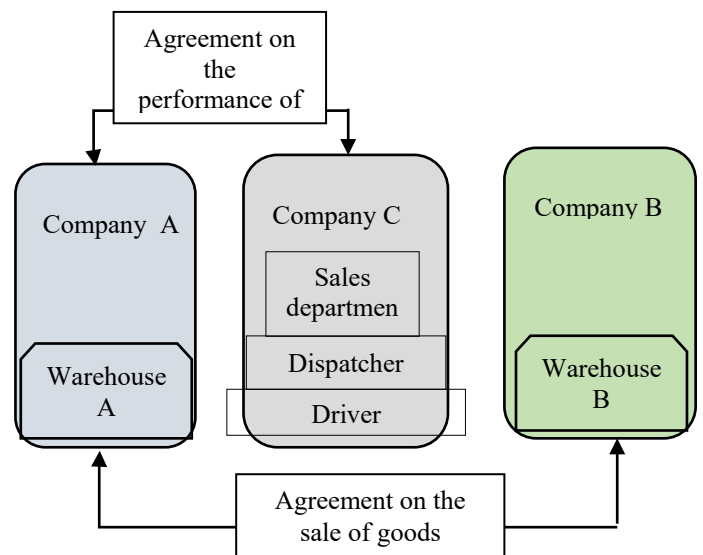 Agreement on
the
performance of
Company A
Company C
Company B
Sales
departmen
Dispatcher
Driver
Warehouse
A
Warehouse
B
Agreement on the
sale of goods